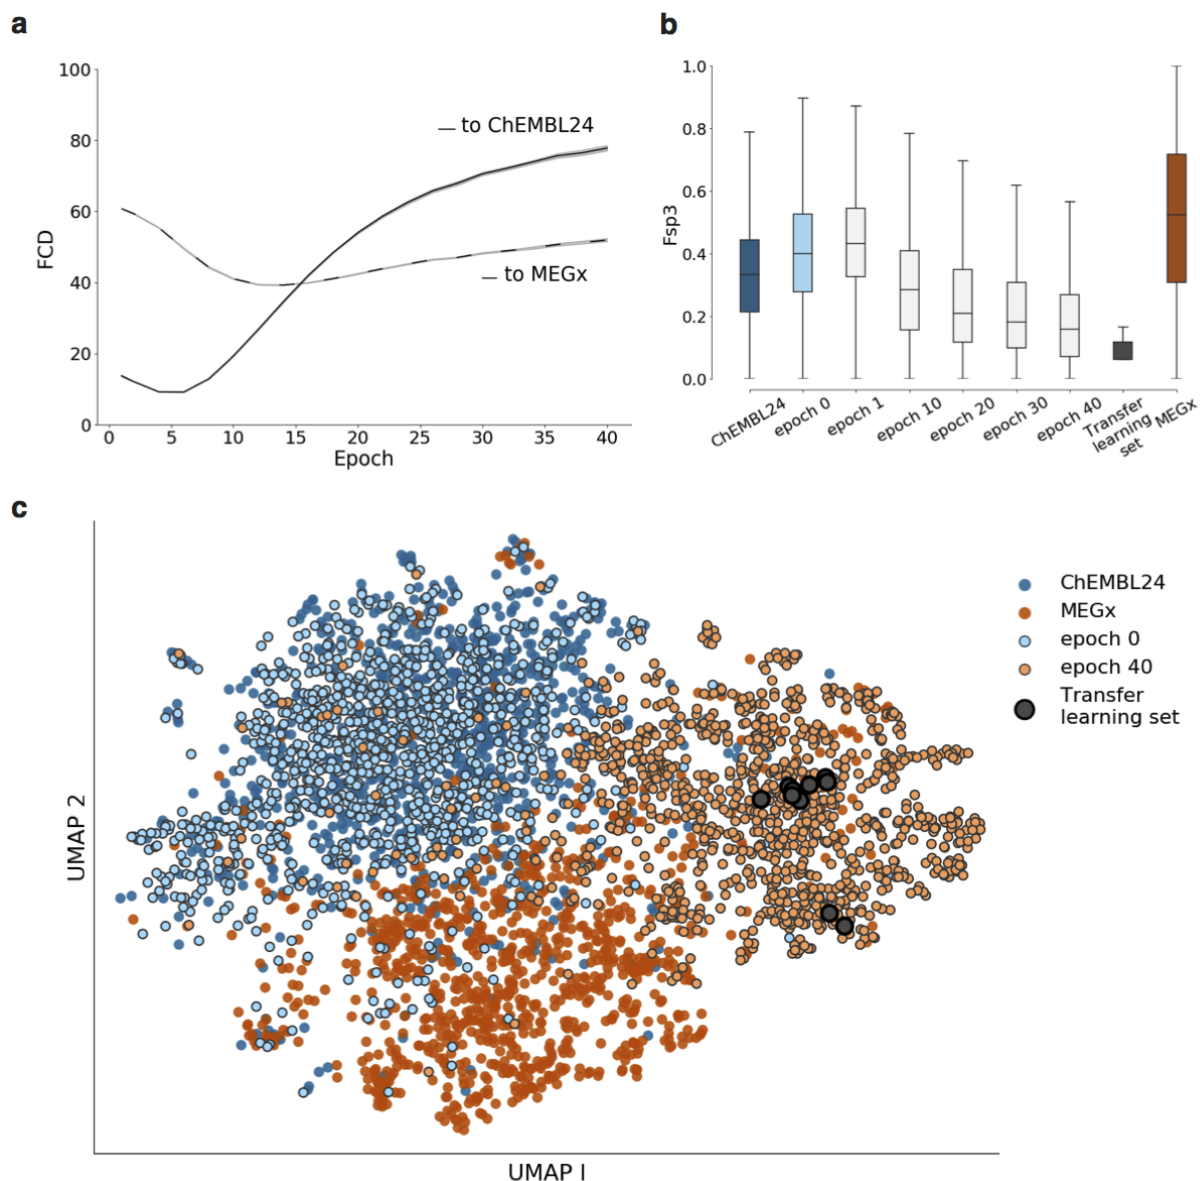 a
100
80
60
40
20
0
FCD
0 5 10 15 20 25 30 35 40
Epoch
to ChEMBL24
to MEGx
b
1.0
0.8
0.6
0.4
0.2
0.0
Fsp3
ChEMBL24
epoch 0
epoch 1
epoch 10
epoch 20
epoch 30
epoch 40
Transfer
learning
set
MEGx
c
UMAP 2
UMAP I
ChEMBL24
MEGx
epoch 0
epoch 40
Transfer
learning set